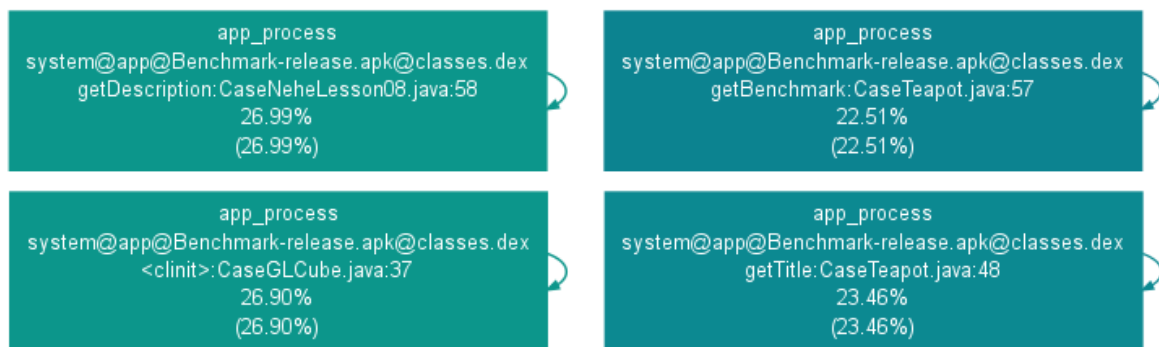 app_process
system@app@Benchmark-release.apk@classes.dex
getDescription:CaseNeheLesson08.java:58
26.99%
(26.99%)
app_process
system@app@Benchmark-release.apk@classes.dex
getBenchmark:CaseTeapot.java:57
22.51%
(22.51%)
app_process
system@app@Benchmark-release.apk@classes.dex
<clinit>:CaseGLCube.java:37
26.90%
(26.90%)
app_process
system@app@Benchmark-release.apk@classes.dex
getTitle:CaseTeapot.java:48
23.46%
(23.46%)